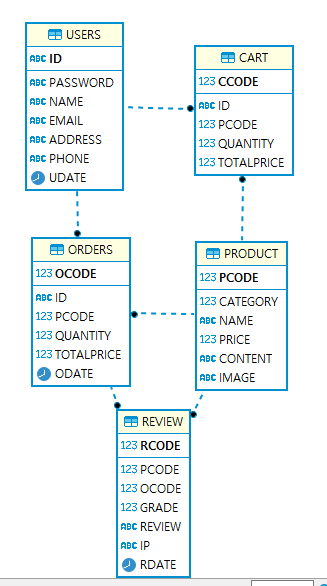 USERS
ABC ID
ABC PASSWORD
ABC NAME
ABC EMAIL
ABC ADDRESS
ABC PHONE
UDATE
CART
123 CCODE
ABC ID
123 PCODE
123 QUANTITY
123 TOTALPRICE
ORDERS
123 OCODE
ABC ID
123 PCODE
123 QUANTITY
123 TOTALPRICE
ODATE
PRODUCT
123 PCODE
123 CATEGORY
ABC NAME
123 PRICE
ABC CONTENT
ABC IMAGE
REVIEW
123 RCODE
123 PCODE
123 OCODE
123 GRADE
ABC REVIEW
ABC IP
RDATE